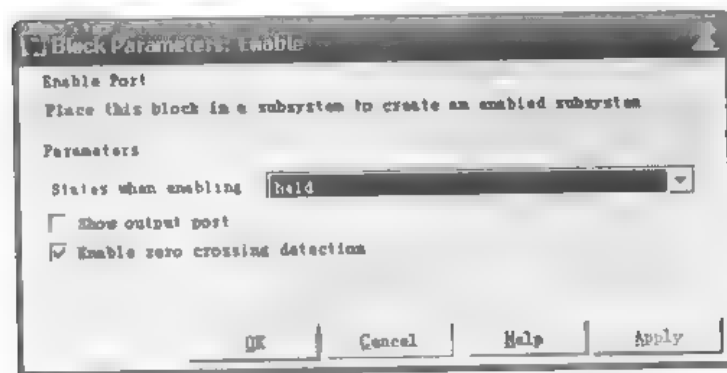 Block Parameters: Enable
Enable Port
Place this block in a subsystem to create an enabled subsystem
Parameters
States when enabling held
Show output port
Enable zero crossing detection
OK Cancel Help Apply